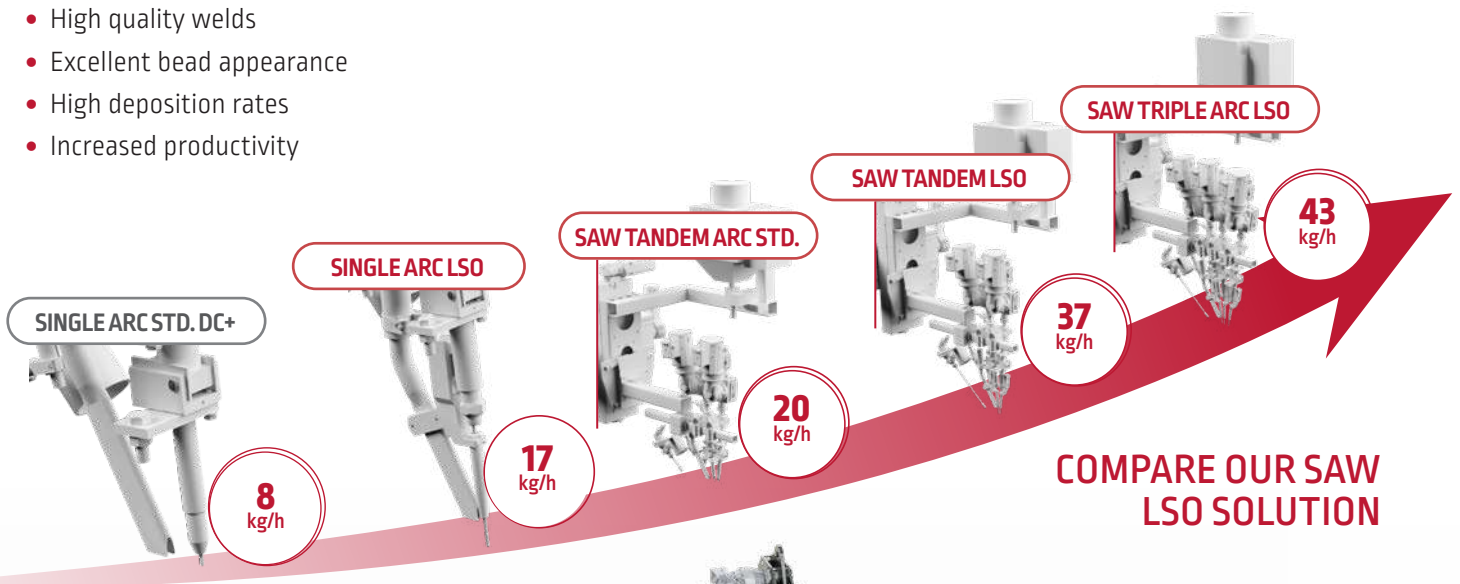 • High quality welds
• Excellent bead appearance
• High deposition rates
• Increased productivity
SAW TRIPLE ARC LSO
SAW TANDEM LSO
SAW TANDEM ARC STD.
SINGLE ARC LSO
SINGLE ARC STD. DC+
8
kg/h
17
kg/h
20
kg/h
37
kg/h
43
kg/h
COMPARE OUR SAW
LSO SOLUTION